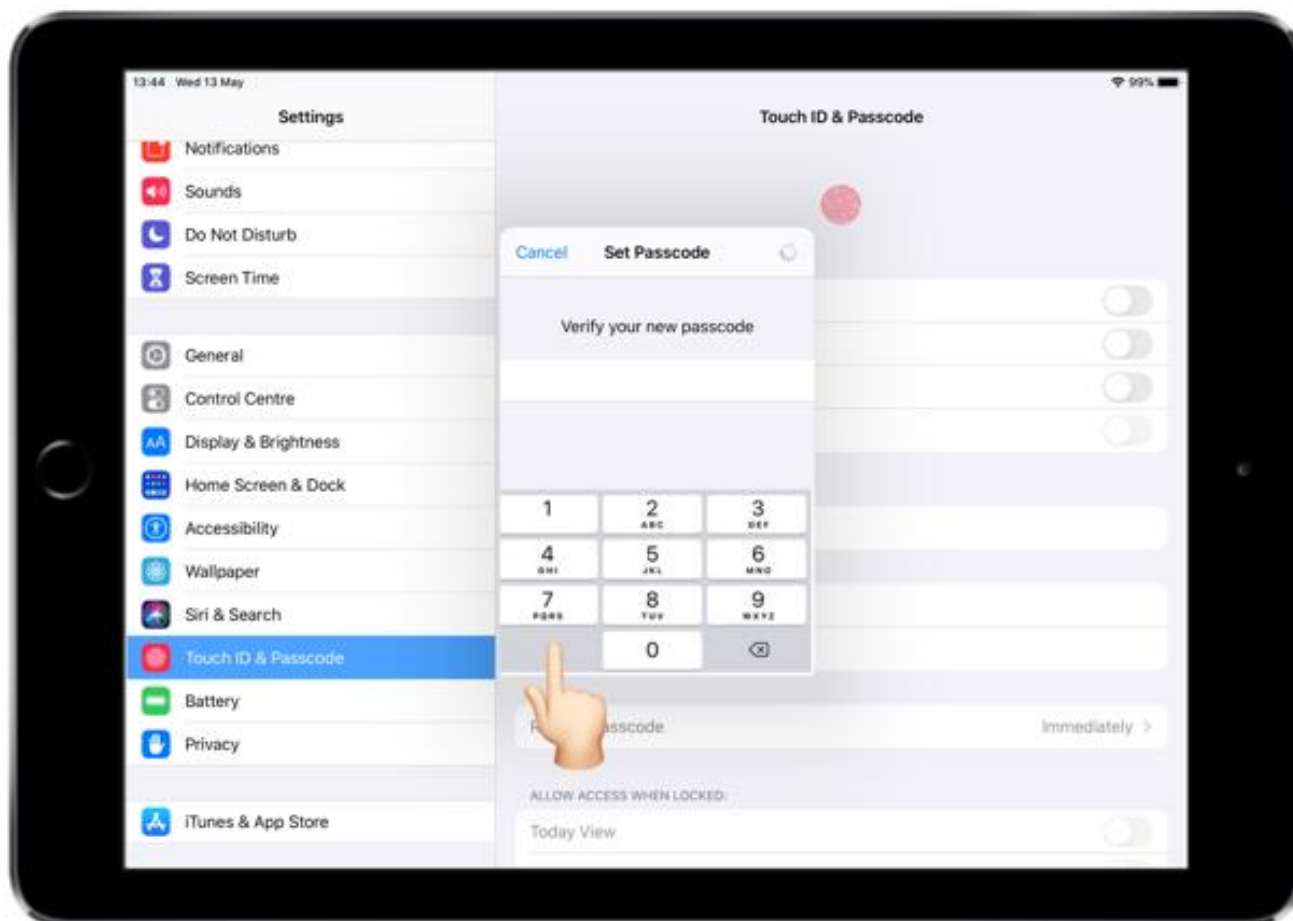 13:44 Wed 13 May
99%
Settings
Notifications
Sounds
Do Not Disturb
Screen Time
General
Control Centre
AA
Display & Brightness
Home Screen & Dock
Accessibility
Wallpaper
Siri & Search
Touch ID & Passcode
Battery
Privacy
iTunes & App Store
Touch ID & Passcode
Cancel
Set Passcode
Verify your new passcode
1
2
ABC
3
DEF
4
GHI
5
JKL
6
MNO
7
PQRS
8
TUV
9
WXYZ
0
asscode
Immediately
ALLOW ACCESS WHEN LOCKED:
Today View